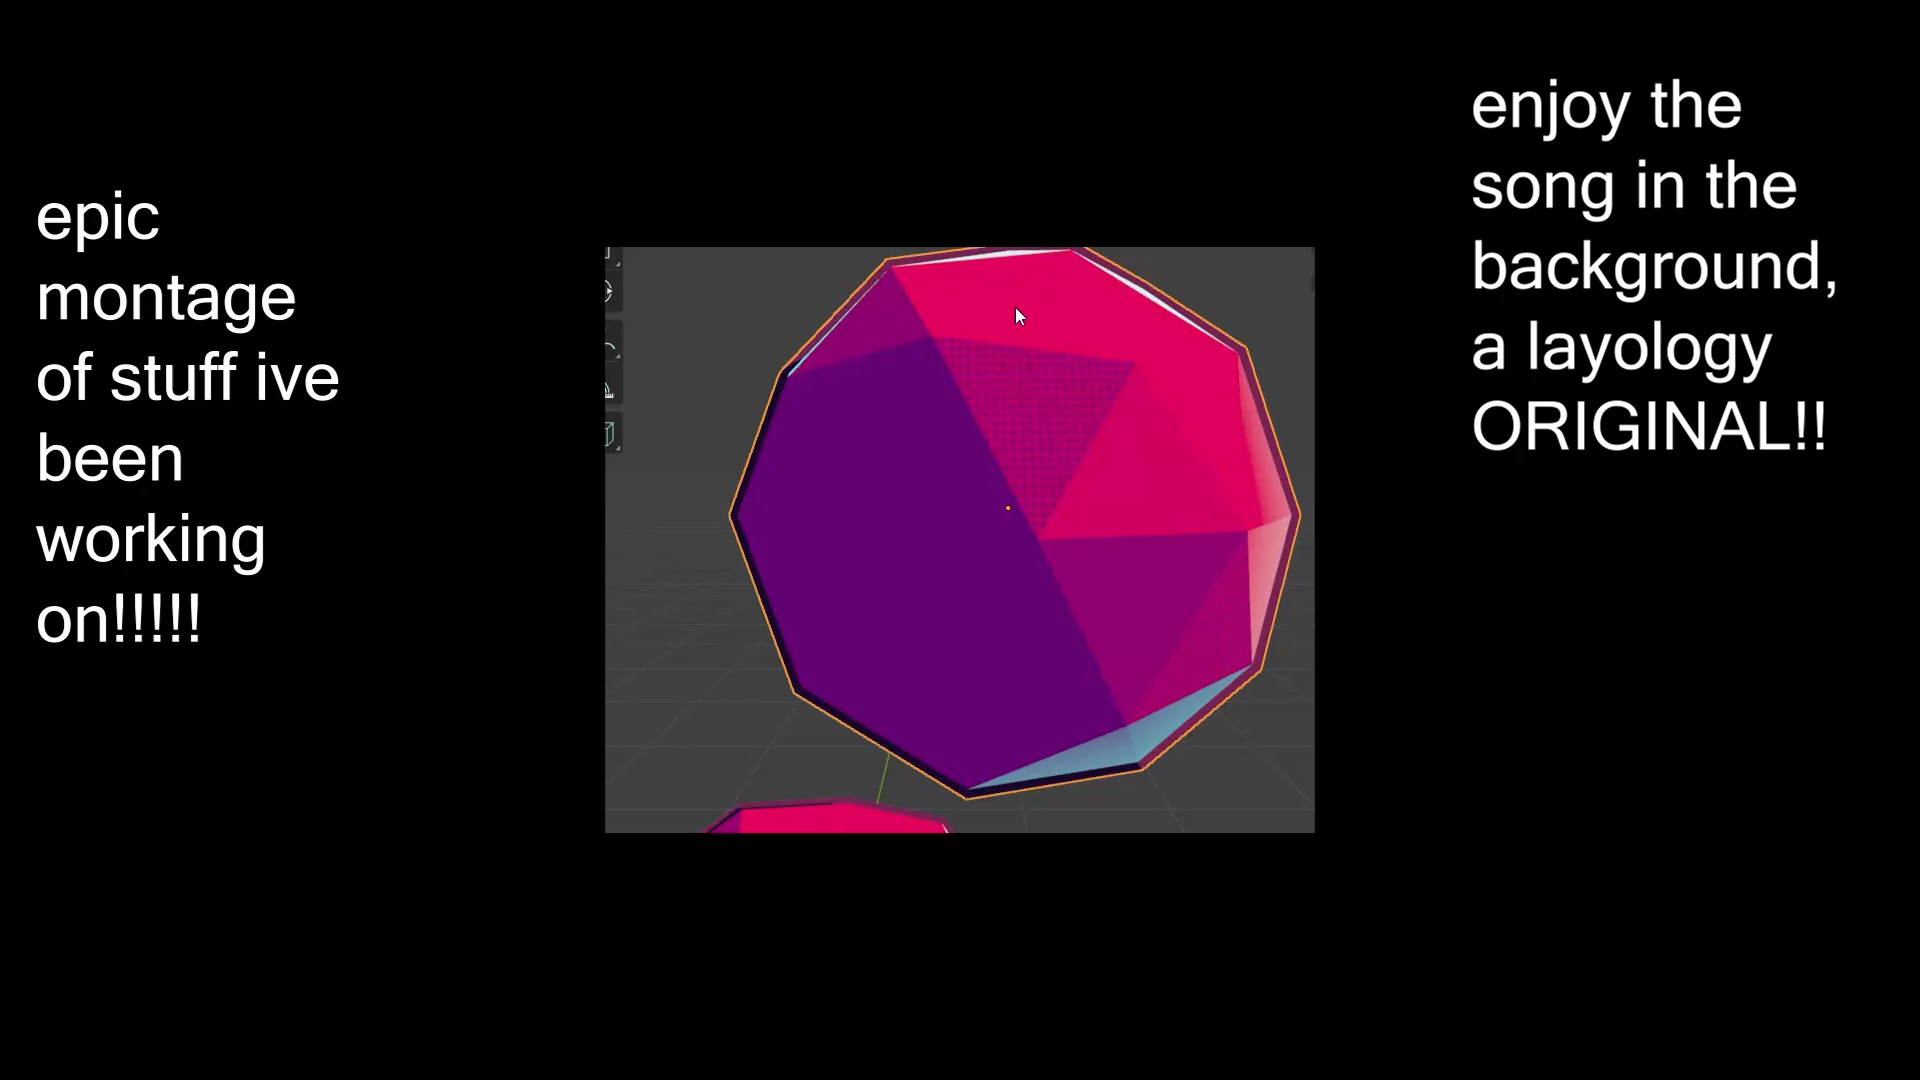 epic
montage
of stuff ive
been
working
on!!!!!
enjoy the
song in the
background,
a layology
ORIGINAL!!